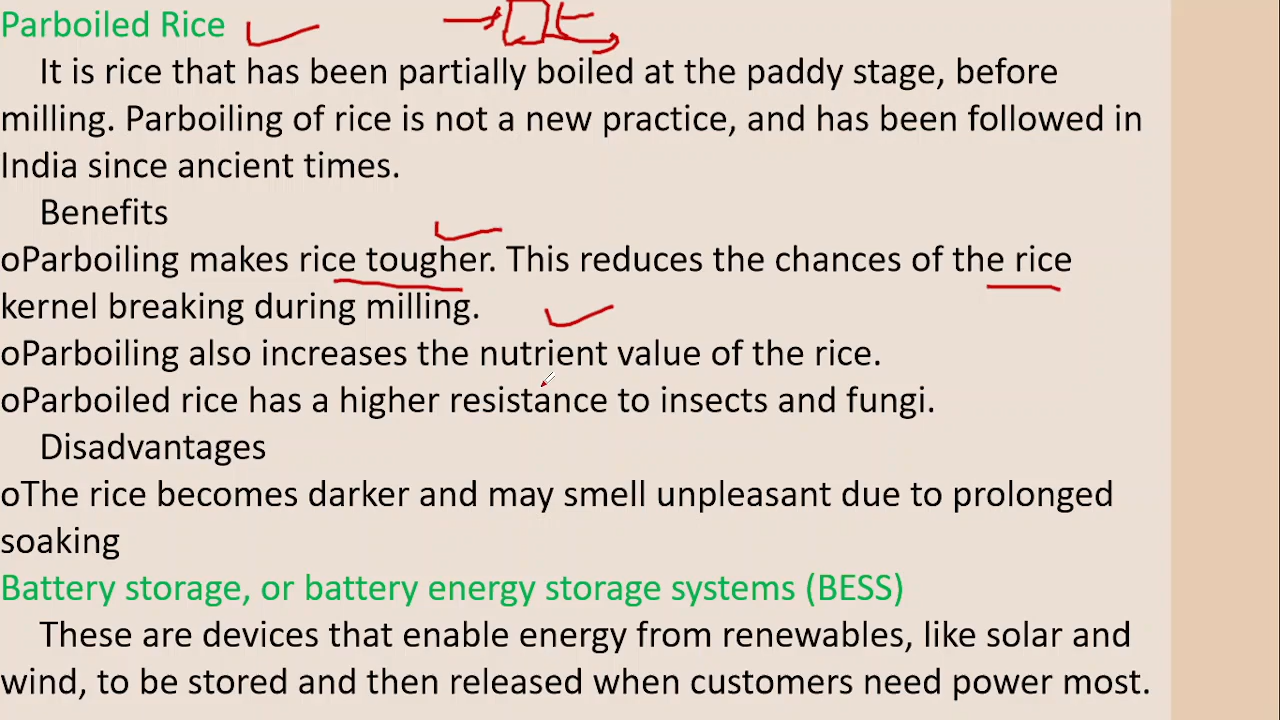 Parboiled Rice
It is rice that has been partially boiled at the paddy stage, before
milling. Parboiling of rice is not a new practice, and has been followed in
India since ancient times.
Benefits
oParboiling makes rice tougher. This reduces the chances of the rice
kernel breaking during milling.
oParboiling also increases the nutrient value of the rice.
oParboiled rice has a higher resistance to insects and fungi.
Disadvantages
oThe rice becomes darker and may smell unpleasant due to prolonged
soaking
Battery storage, or battery energy storage systems (BESS)
These are devices that enable energy from renewables, like solar and
wind, to be stored and then released when customers need power most.